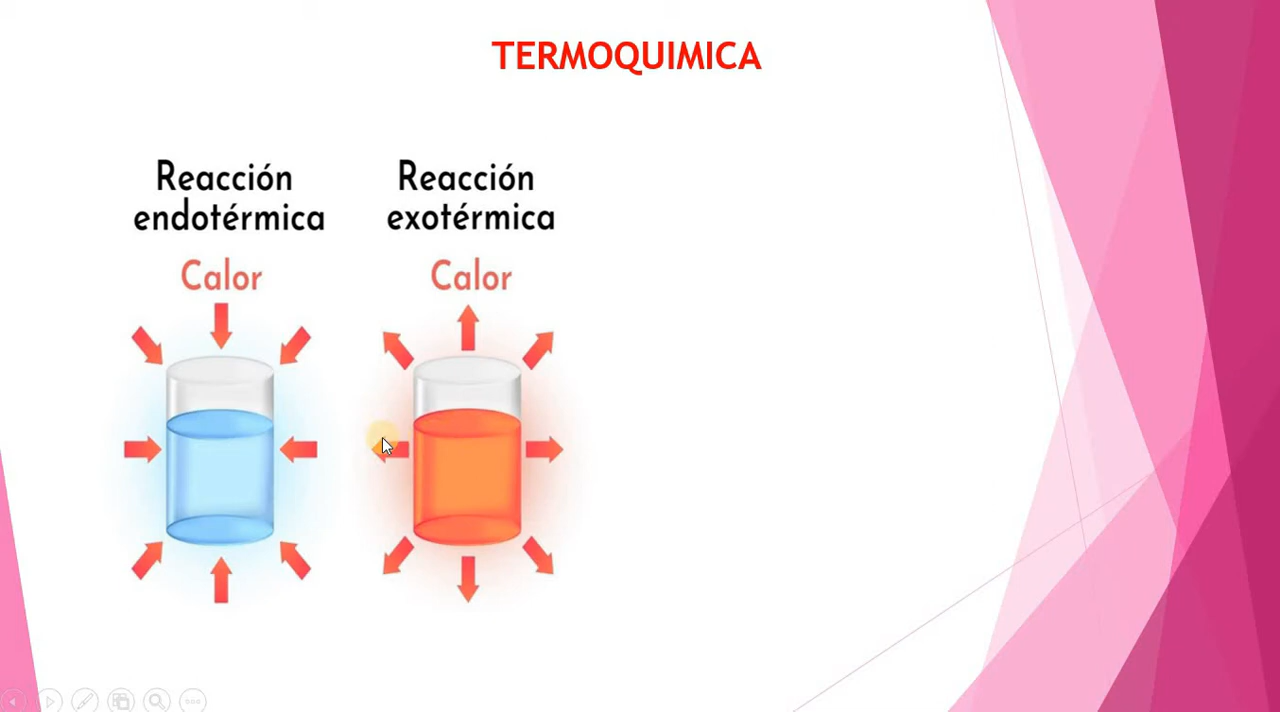 TERMOQUIMICA
Reacción
endotérmica
Calor
Reacción
exotérmica
Calor